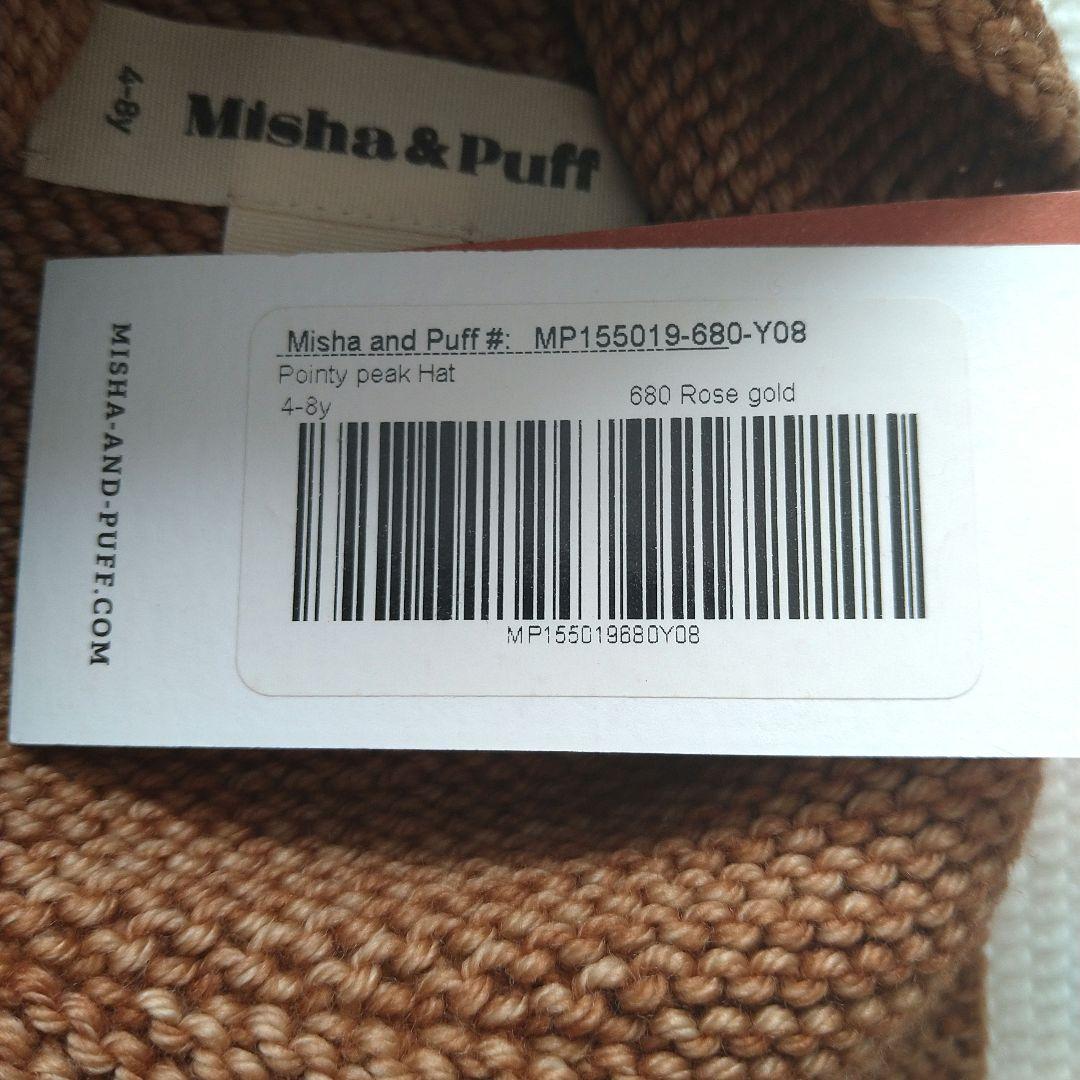 4-8y
Misha & Puff
MISHA-AND-PUFF.COM
Misha and Puff #: MP155019-680-Y08
Pointy peak Hat
4-8y
680 Rose gold
MP155019680Y08